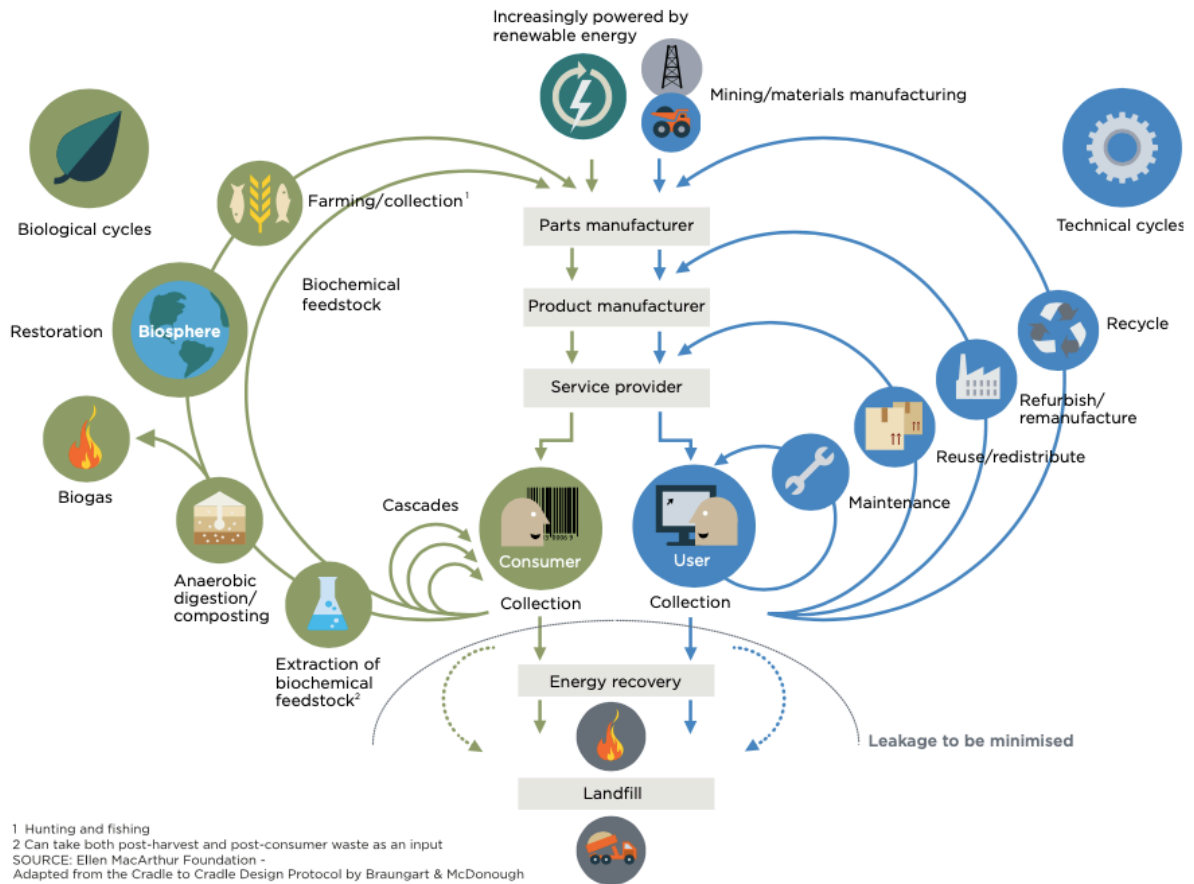 Increasingly powered by
renewable energy
Mining/materials manufacturing
Biological cycles
Farming/collection¹
Technical cycles
Parts manufacturer
Biochemical
feedstock
Product manufacturer
Restoration
Biosphere
Recycle
Service provider
Refurbish/
remanufacture
Reuse/redistribute
Biogas
Cascades
Maintenance
Consumer
User
Anaerobic
digestion/
composting
Collection
Collection
Extraction of
biochemical
feedstock²
Energy recovery
Leakage to be minimised
Landfill
1 Hunting and fishing
2 Can take both post-harvest and post-consumer waste as an input
SOURCE: Ellen MacArthur Foundation -
Adapted from the Cradle to Cradle Design Protocol by Braungart & McDonough